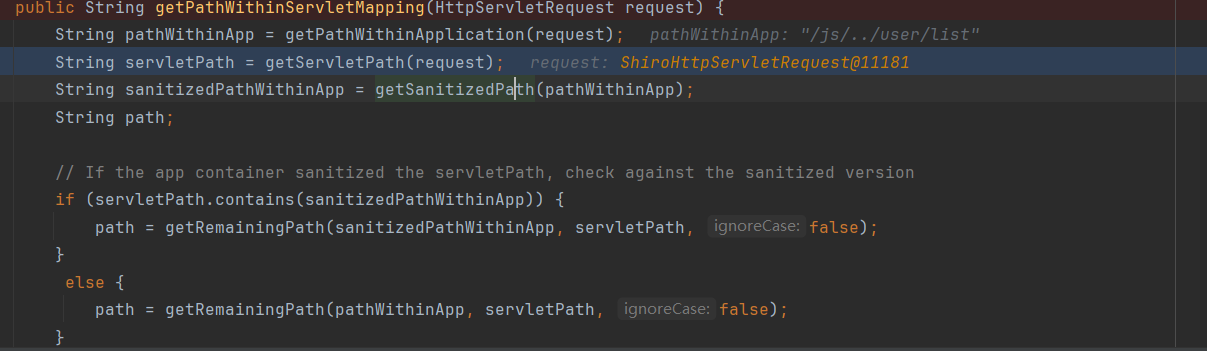 public String getPathWithinServletMapping(HttpServletRequest request) {
String pathWithinApp = getPathWithinApplication(request); pathWithinApp: "/js/../user/list"
String servletPath = getServletPath(request); request: ShiroHttpServletRequest@11181
String sanitizedPathWithinApp = getSanitizedPath(pathWithinApp);
String path;
// If the app container sanitized the servletPath, check against the sanitized version
if (servletPath.contains(sanitizedPathWithinApp)) {
path = getRemainingPath(sanitizedPathWithinApp, servletPath, ignoreCase: false);
}
else {
path = getRemainingPath(pathWithinApp, servletPath, ignoreCase: false);
}